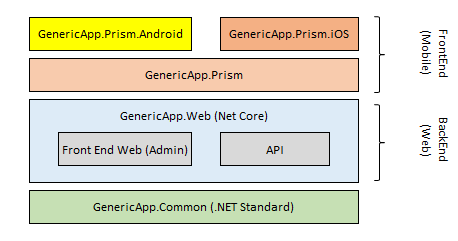 GenericApp.Prism.Android
GenericApp.Prism.iOS
GenericApp.Prism
FrontEnd
(Mobile)
GenericApp.Web (Net Core)
Front End Web (Admin)
API
BackEnd
(Web)
GenericApp.Common (.NET Standard)